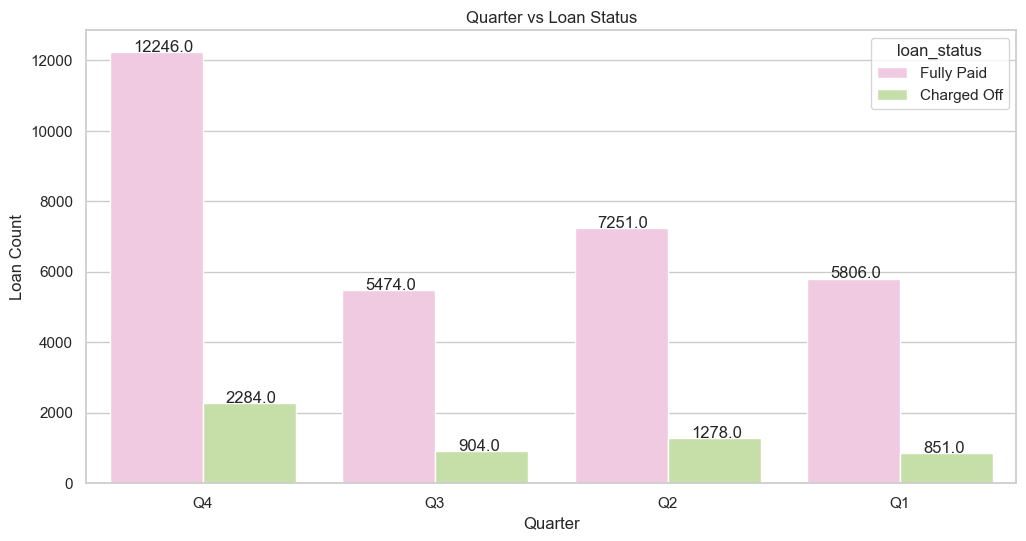 Quarter vs Loan Status
loan_status
Fully Paid
Charged Off
Loan Count
12000
10000
8000
6000
4000
2000
0
12246.0
2284.0
5474.0
904.0
7251.0
1278.0
5806.0
851.0
Q4
Q3
Q2
Q1
Quarter